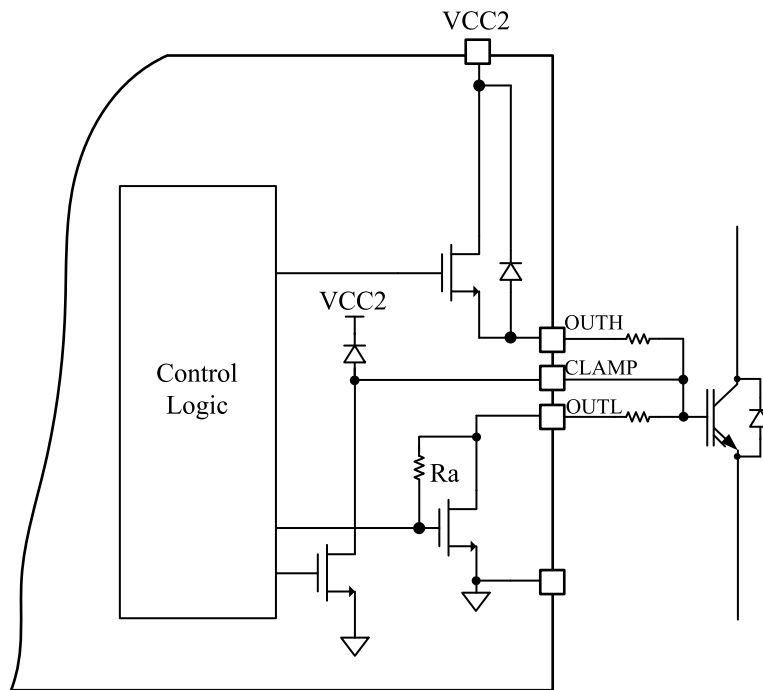 VCC2
VCC2
OUTH
CLAMP
Control
Logic
OUTL
Ra